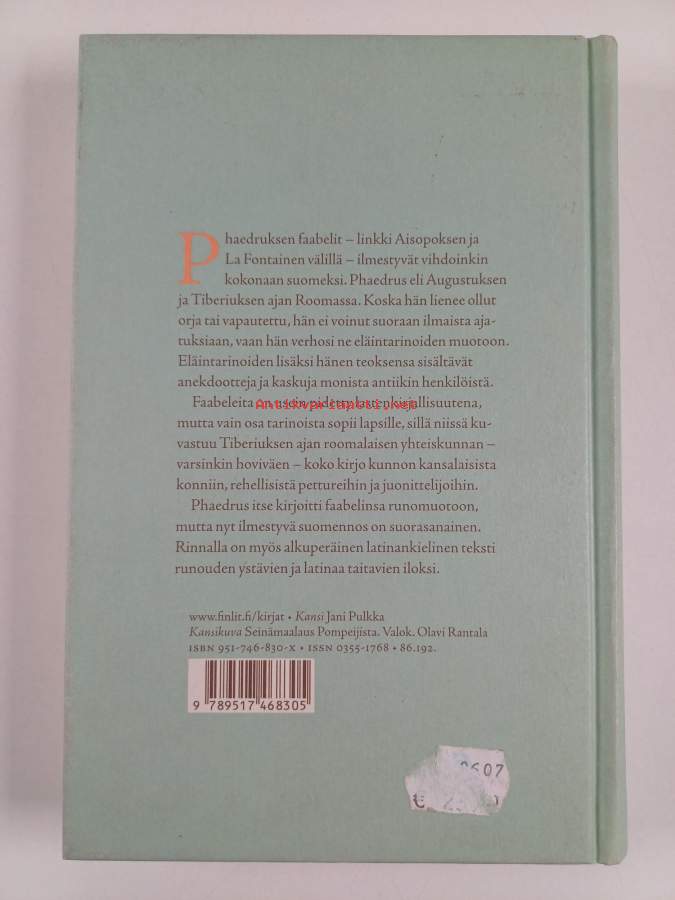 Phaedruksen faabelit – linkki Aisopoksen ja
La Fontainen välillä – ilmestyvät vihdoinkin
kokonaan suomeksi. Phaedrus eli Augustuksen
ja Tiberiuksen ajan Roomassa. Koska hän lienee ollut
orja tai vapautettu, hän ei voinut suoraan ilmaista aja-
tuksiaan, vaan hän verhosi ne eläintarinoiden muotoon.
Eläintarinoiden lisäksi hänen teoksensa sisältävät
anekdootteja ja kaskuja monista antiikin henkilöistä.
Faabeleita on usein pidetty lastenkirjallisuutena,
Antikvariaatti.net
mutta vain osa tarinoista sopii lapsille, sillä niissä ku-
vastuu Tiberiuksen ajan roomalaisen yhteiskunnan –
varsinkin hoviväen – koko kirjo kunnon kansalaisista
konniin, rehellisistä pettureihin ja juonittelijoihin.
Phaedrus itse kirjoitti faabelinsa runomuotoon,
mutta nyt ilmestyvä suomennos on suorasanainen.
Rinnalla on myös alkuperäinen latinankielinen teksti
runouden ystävien ja latinaa taitavien iloksi.
www.finlit.fi/kirjat • Kansi Jani Pulkka
Kansikuva Seinämaalaus Pompeijista. Valok. Olavi Rantala
ISBN 951-746-830-X • ISSN 0355-1768 • 86.192.
9 789517 468305
€